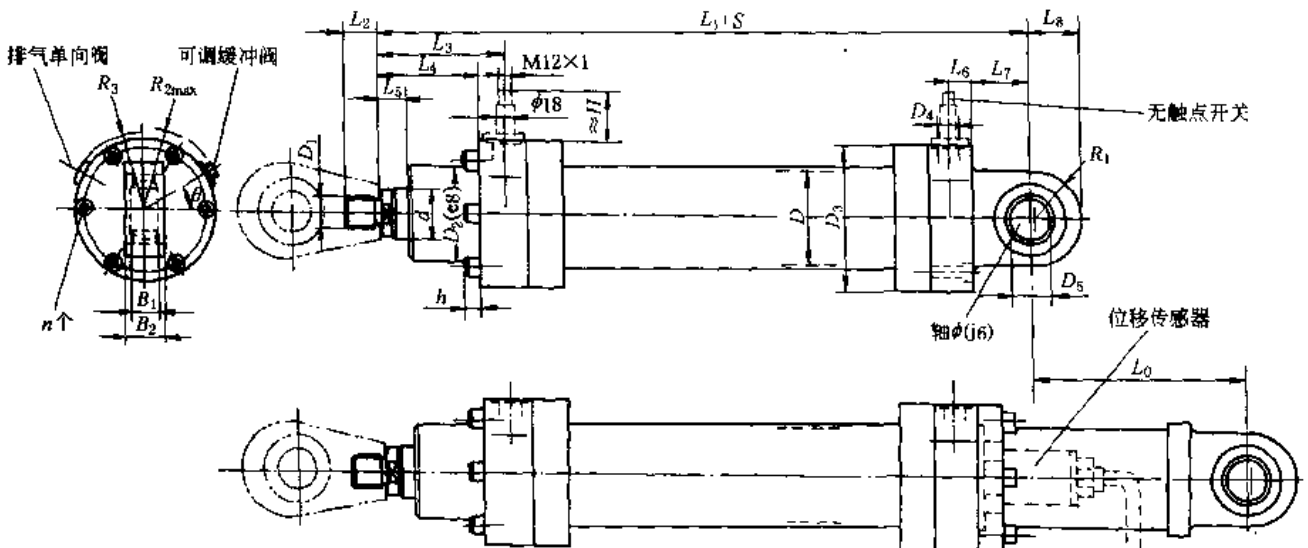 L₂
L₁+S
L₈
排气单向阀
可调缓冲阀
L₃
M12×1
L₄
L₆
L₇
R₃
R₂max
L₅
φ18
≈H
D₄
无触点开关
D₁
R₁
θ
d
D₂(e8)
D
D₃
h
D₅
n个
B₁
B₂
轴φ(j6)
位移传感器
L₀